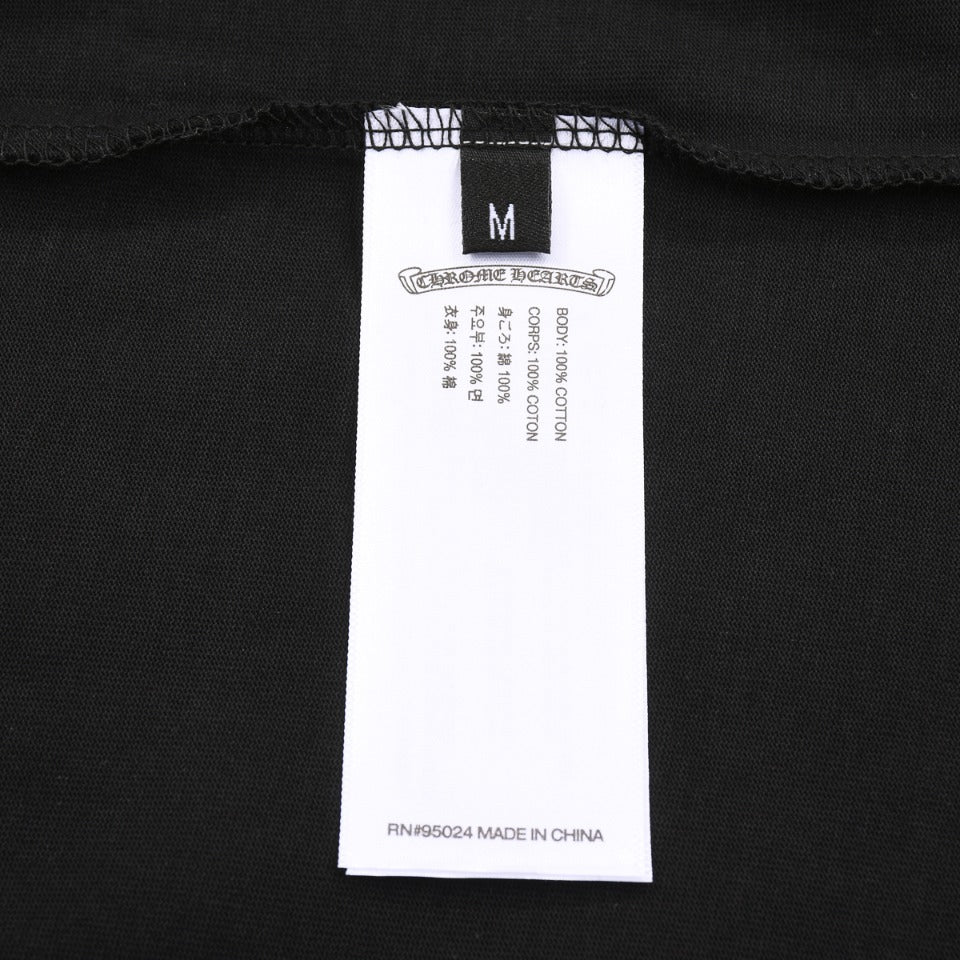 M
CHROME HEARTS
BODY: 100% COTTON
CORPS: 100% COTON
身ごろ: 綿 100%
주요부: 100% 면
衣身: 100% 棉
RN#95024 MADE IN CHINA